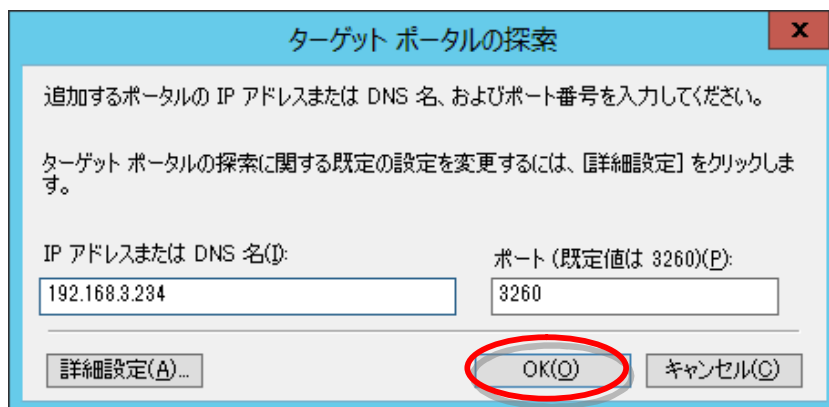 ターゲット ポータルの探索
x
追加するポータルの IP アドレスまたは DNS 名、およびポート番号を入力してください。
ターゲット ポータルの探索に関する既定の設定を変更するには、[詳細設定] をクリックしま
す。
IP アドレスまたは DNS 名(I):
ポート (既定値は 3260)(P):
192.168.3.234
3260
詳細設定(A)...
OK(O)
キャンセル(C)